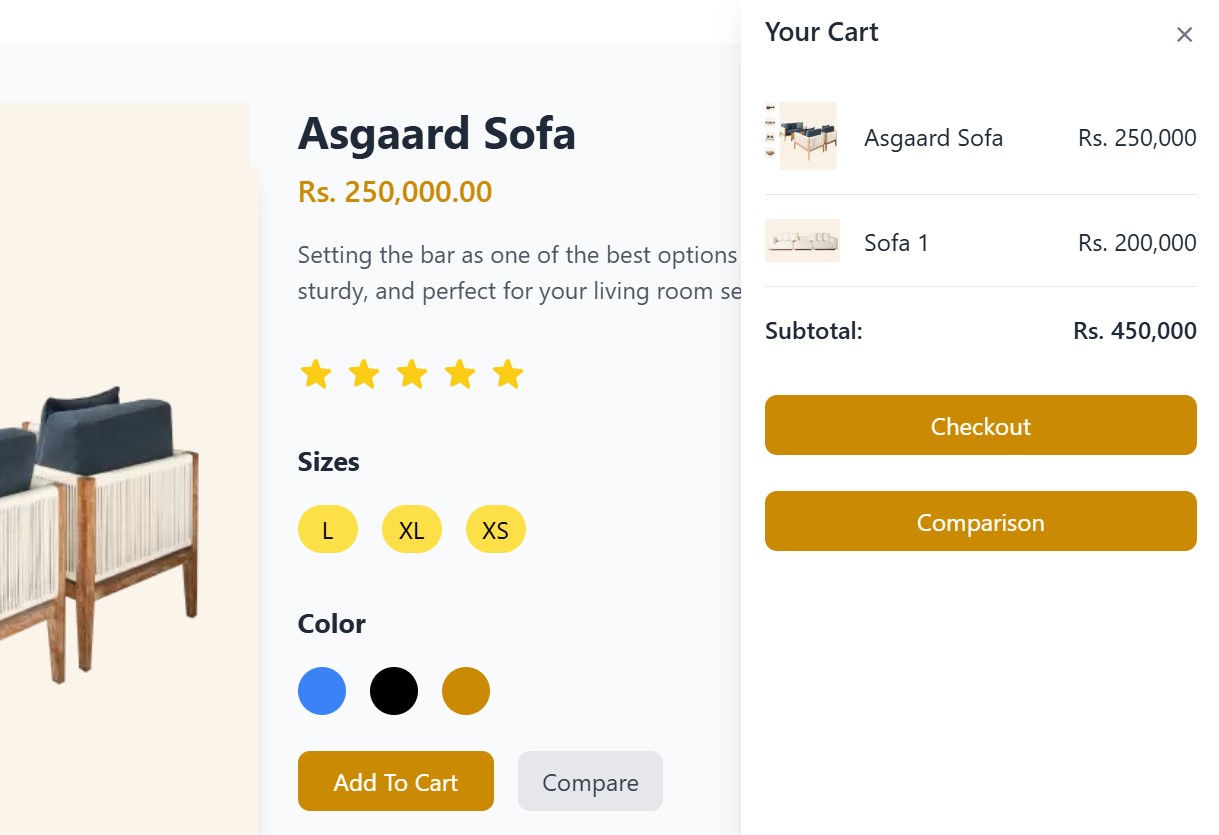 Asgaard Sofa
Rs. 250,000.00
Setting the bar as one of the best options
sturdy, and perfect for your living room se
Sizes
L XL XS
Color
Add To Cart Compare
Your Cart ×
Asgaard Sofa Rs. 250,000
Sofa 1 Rs. 200,000
Subtotal: Rs. 450,000
Checkout
Comparison